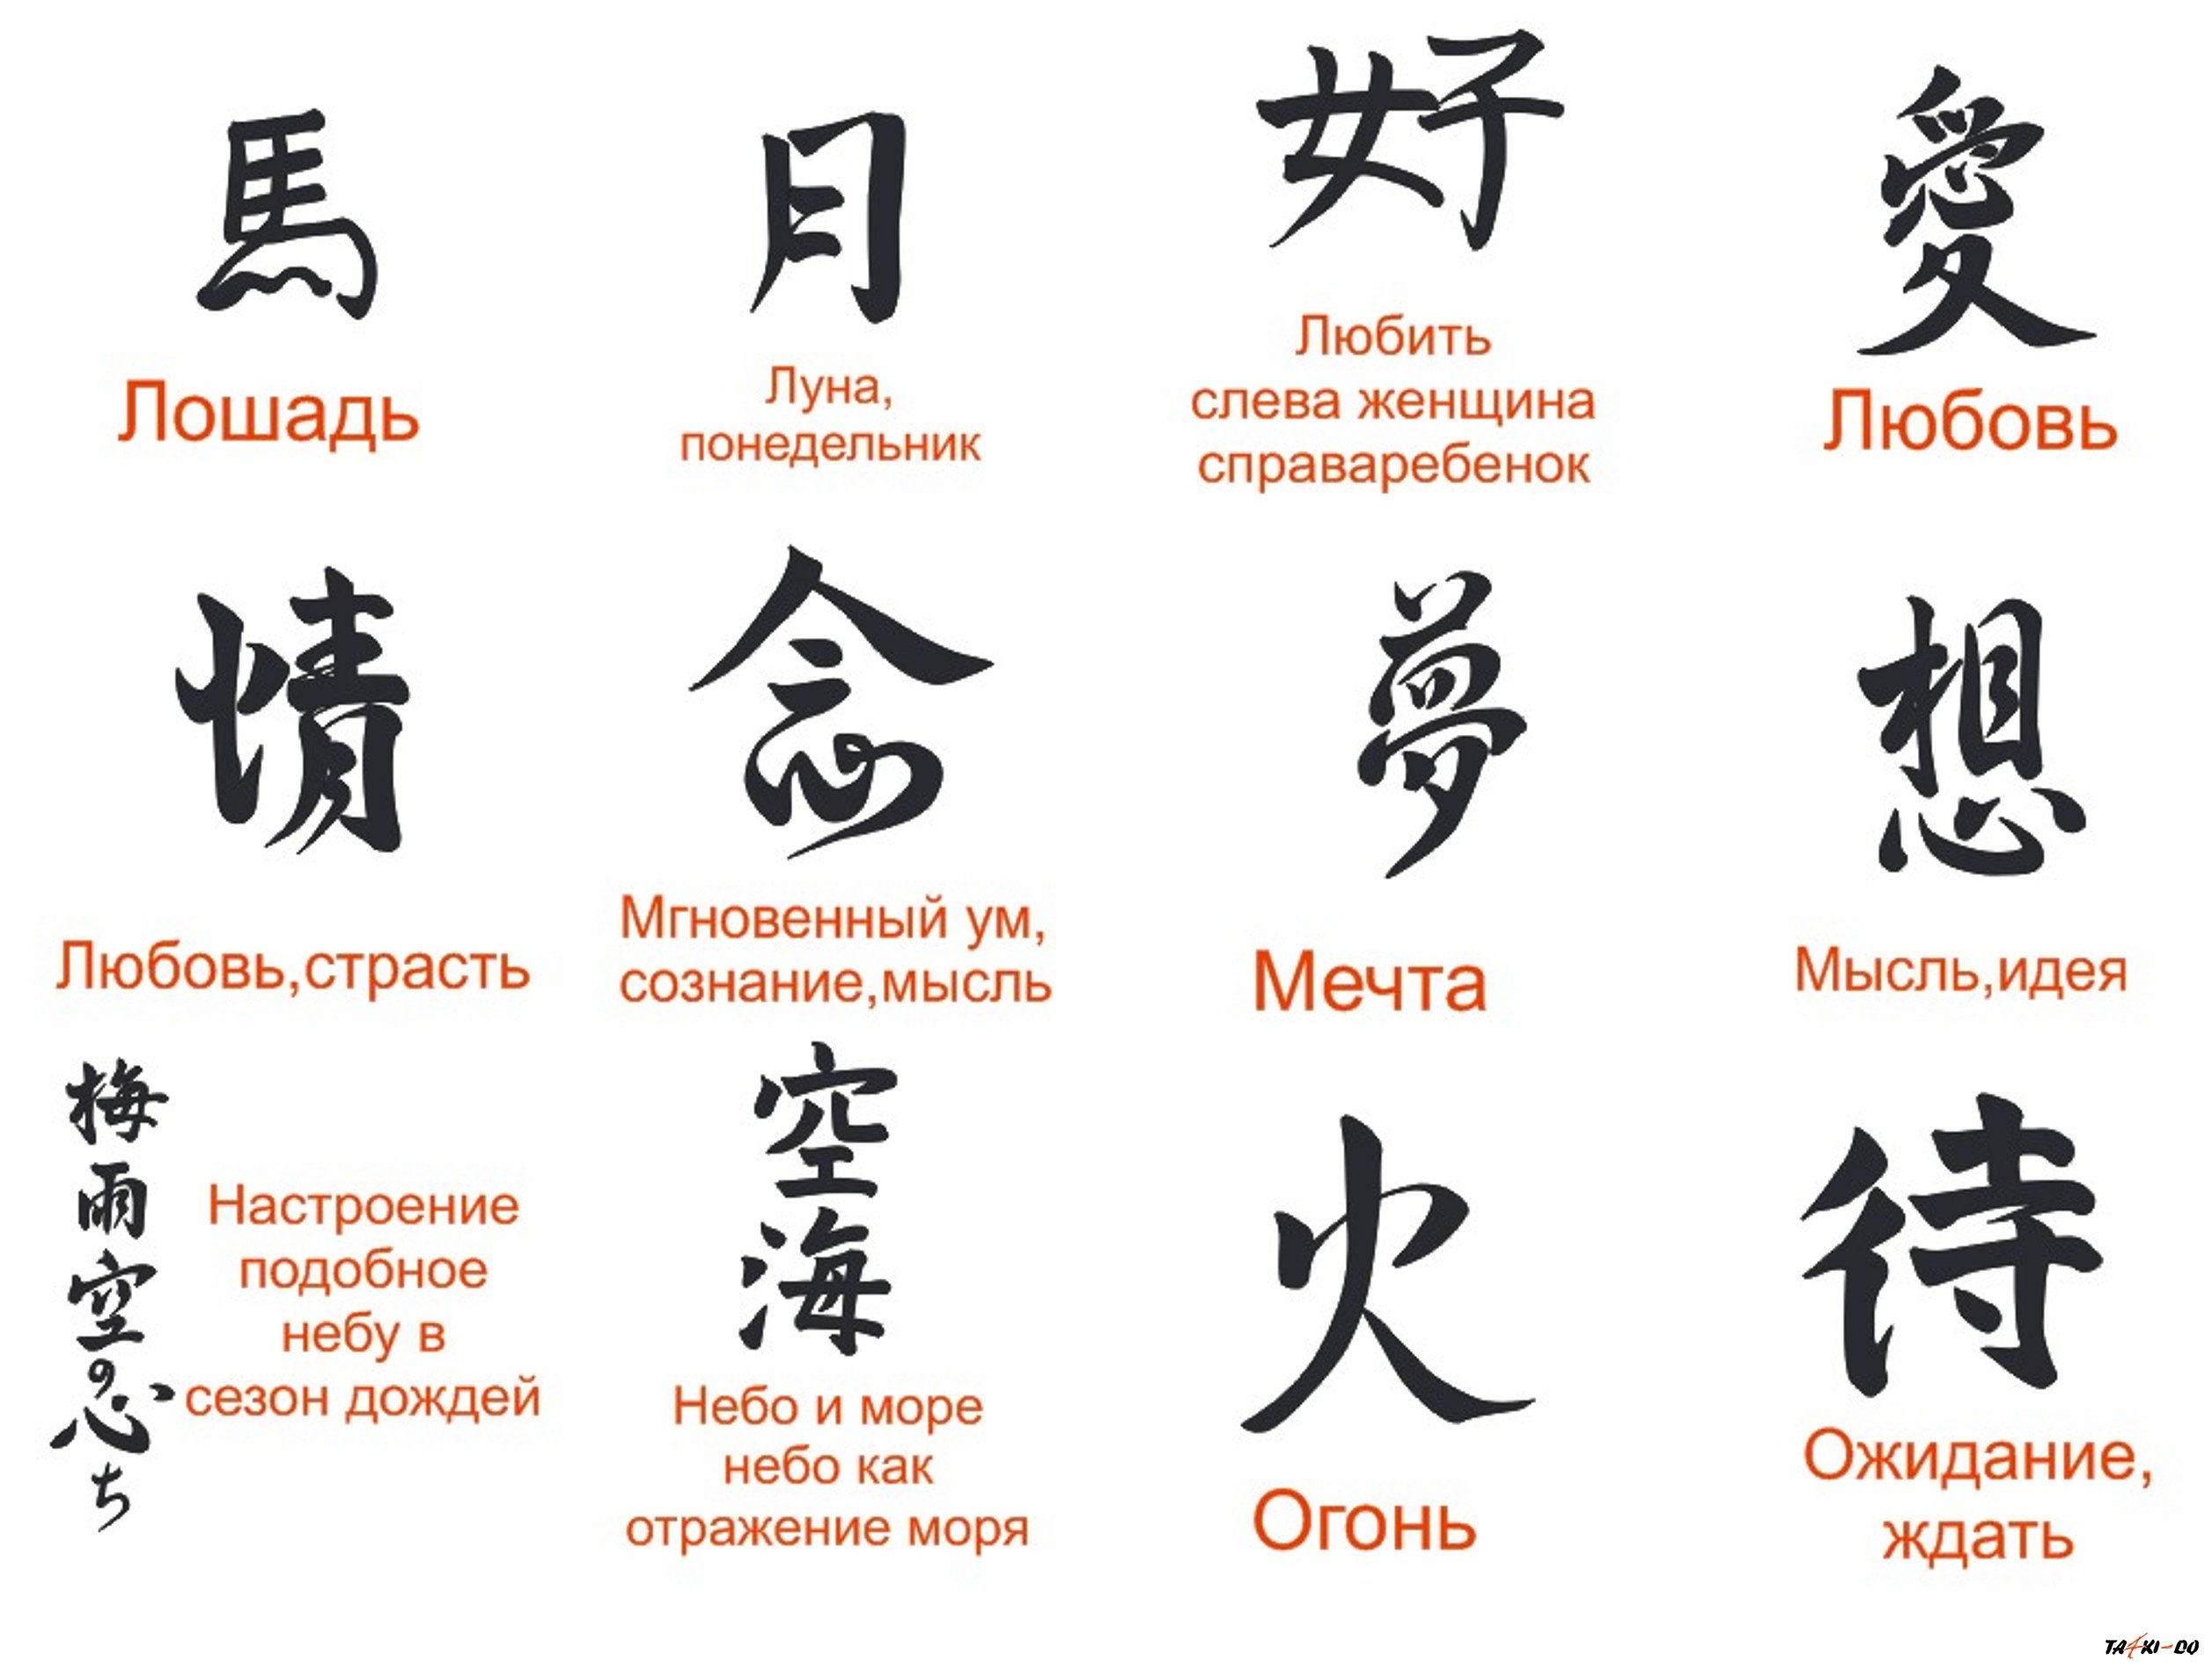 馬
Лошадь
月
Луна,
понедельник
好
Любить
слева женщина
справаребенок
愛
Любовь
情
Любовь,страсть
念
Мгновенный ум,
сознание,мысль
夢
Мечта
想
Мысль,идея
梅
雨
空
の
心
ち
Настроение
подобное
небу в
сезон дождей
空
海
Небо и море
небо как
отражение моря
火
Огонь
待
Ожидание,
ждать